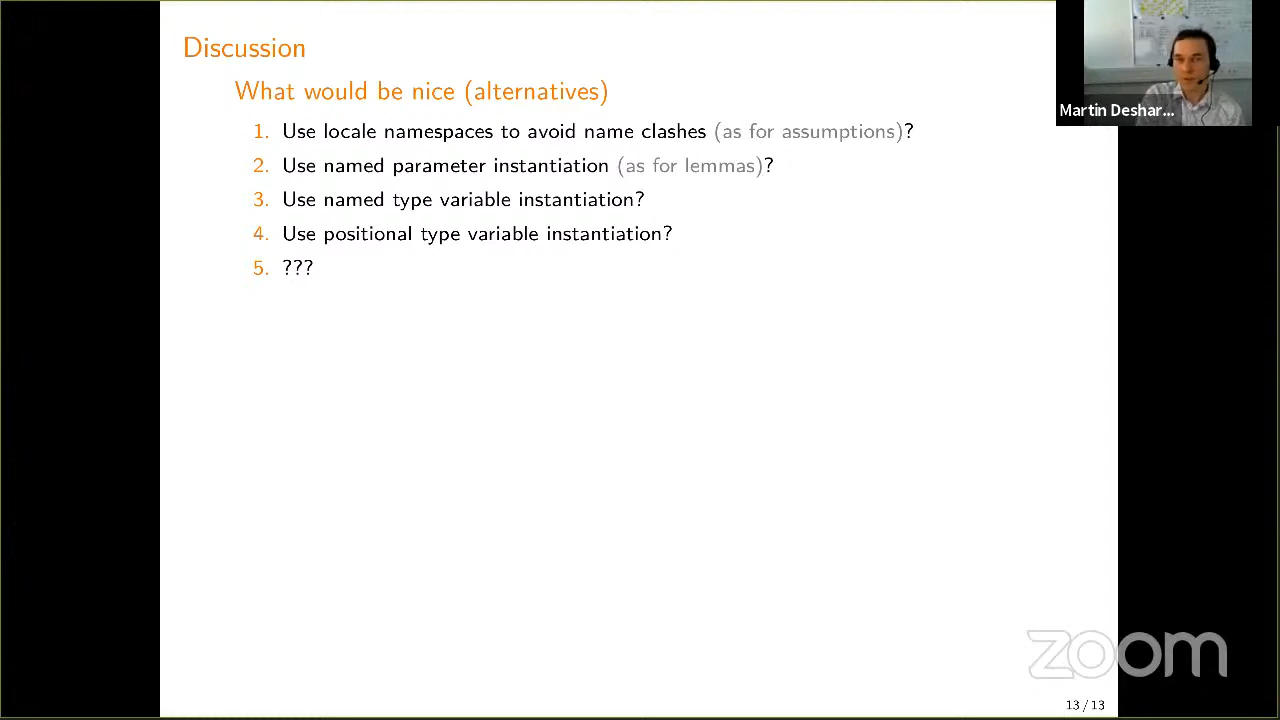 Discussion
What would be nice (alternatives)
1. Use locale namespaces to avoid name clashes (as for assumptions)?
2. Use named parameter instantiation (as for lemmas)?
3. Use named type variable instantiation?
4. Use positional type variable instantiation?
5. ???
Martin Deshar...
zoom
13 / 13